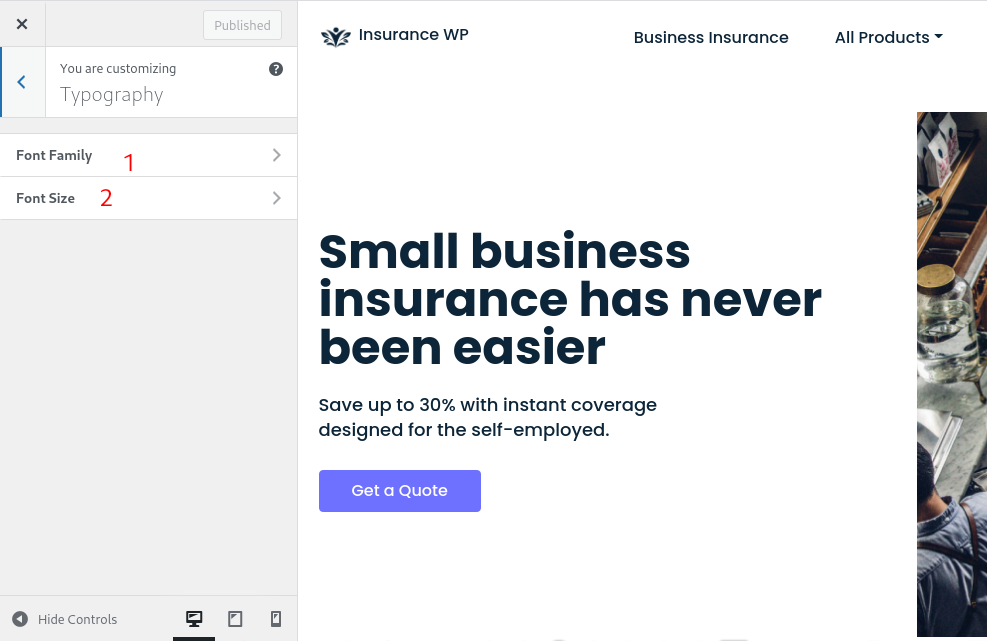 Published
You are customizing
Typography
Font Family 1
Font Size 2
Hide Controls
Insurance WP
Business Insurance
All Products
Small business
insurance has never
been easier
Save up to 30% with instant coverage
designed for the self-employed.
Get a Quote